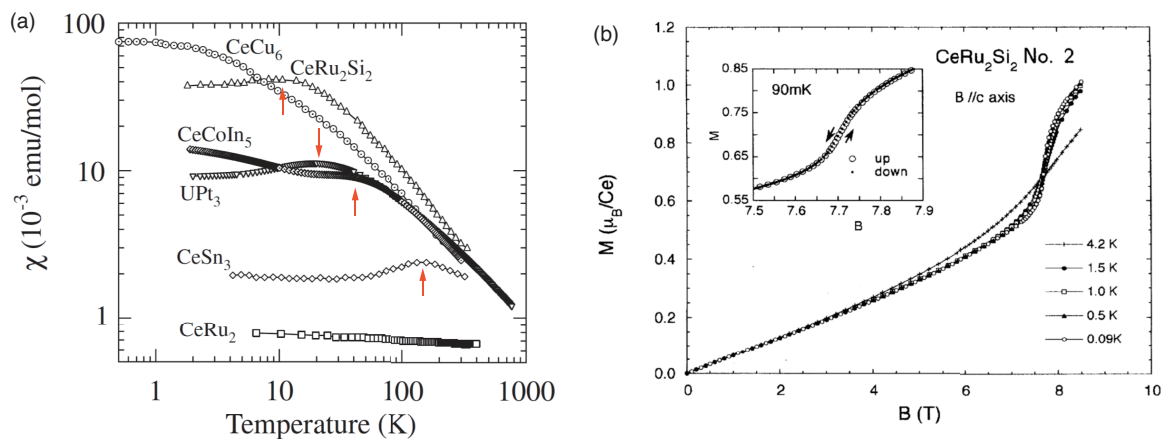 (a)
100
10
1
χ (10⁻³ emu/mol)
CeCu₆
CeRu₂Si₂
CeCoIn₅
UPt₃
CeSn₃
CeRu₂
1 10 100 1000
Temperature (K)
(b)
CeRu₂Si₂ No. 2
B //c axis
1.2
1.0
0.8
0.6
0.4
0.2
0.0
M (μ_B/Ce)
0 2 4 6 8 10
B (T)
90mK
0.85
0.75
0.65
0.55
M
up
down
7.5 7.6 7.7 7.8 7.9
B
4.2 K
1.5 K
1.0 K
0.5 K
0.09K